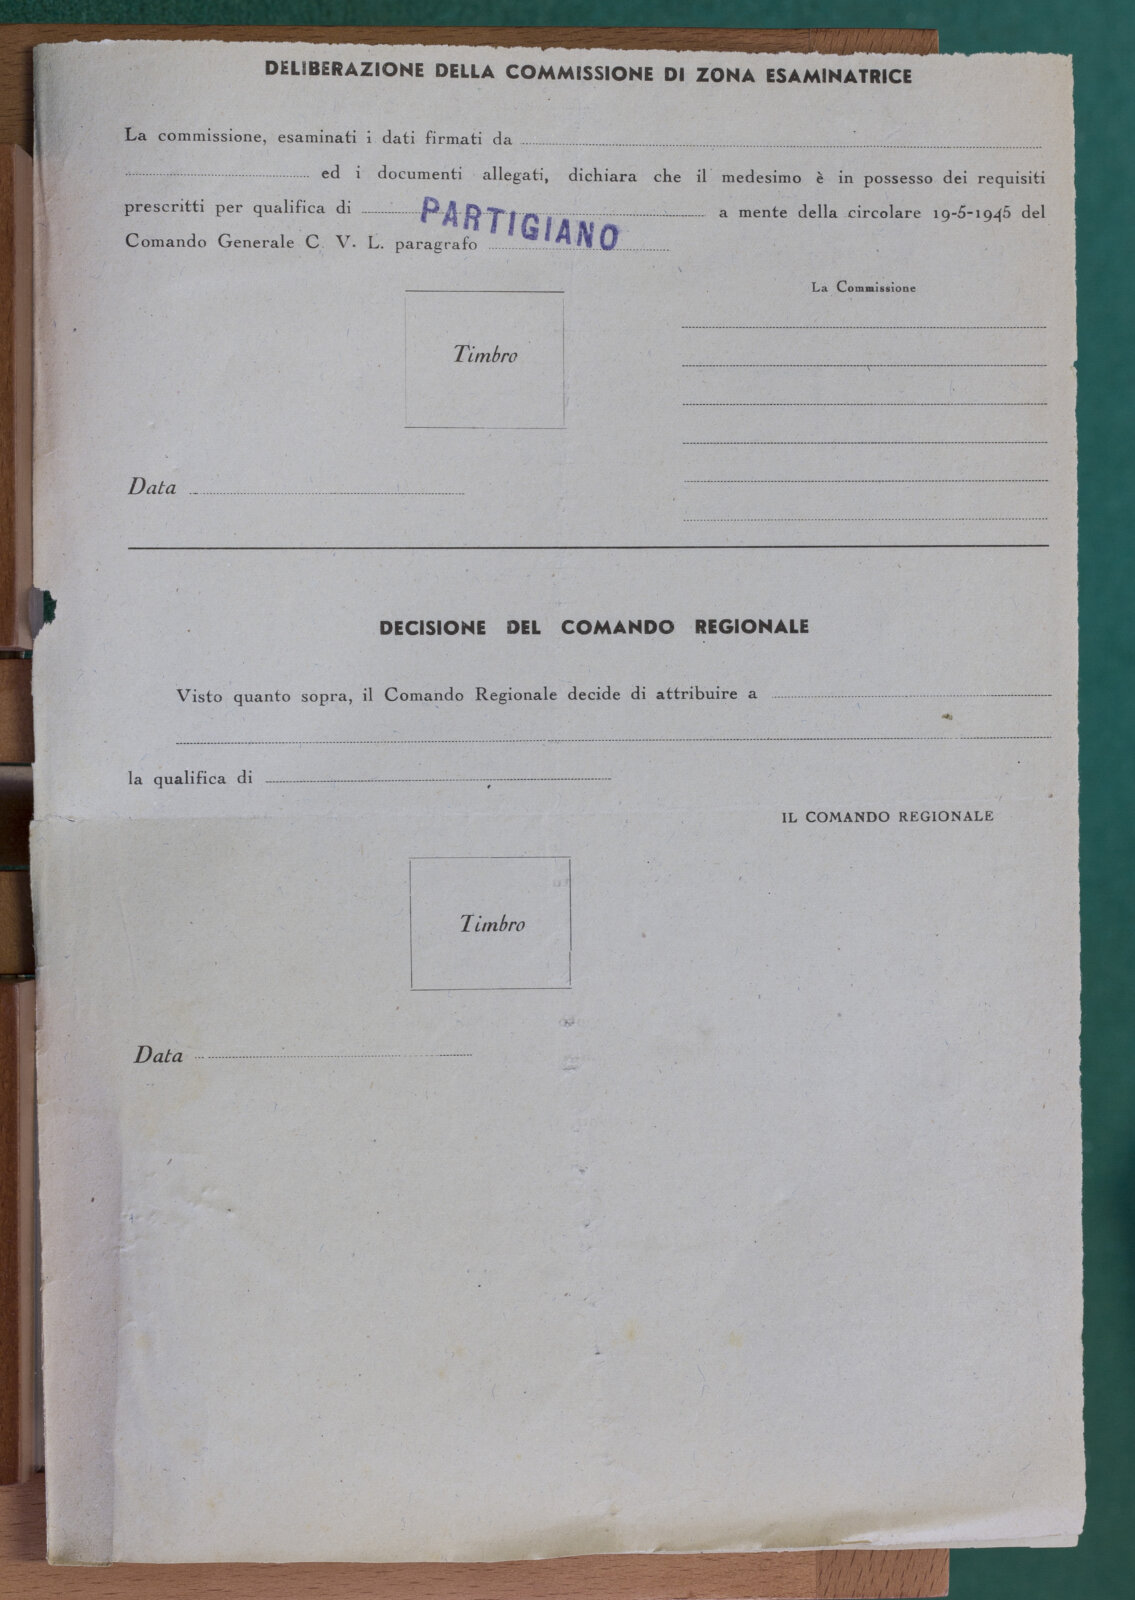 DELIBERAZIONE DELLA COMMISSIONE DI ZONA ESAMINATRICE
La commissione, esaminati i dati firmati da
ed i documenti allegati, dichiara che il medesimo è in possesso dei requisiti
prescritti per qualifica di PARTIGIANO a mente della circolare 19-5-1945 del
Comando Generale C V. L. paragrafo
La Commissione
Timbro
Data
DECISIONE DEL COMANDO REGIONALE
Visto quanto sopra, il Comando Regionale decide di attribuire a
la qualifica di
IL COMANDO REGIONALE
Timbro
Data